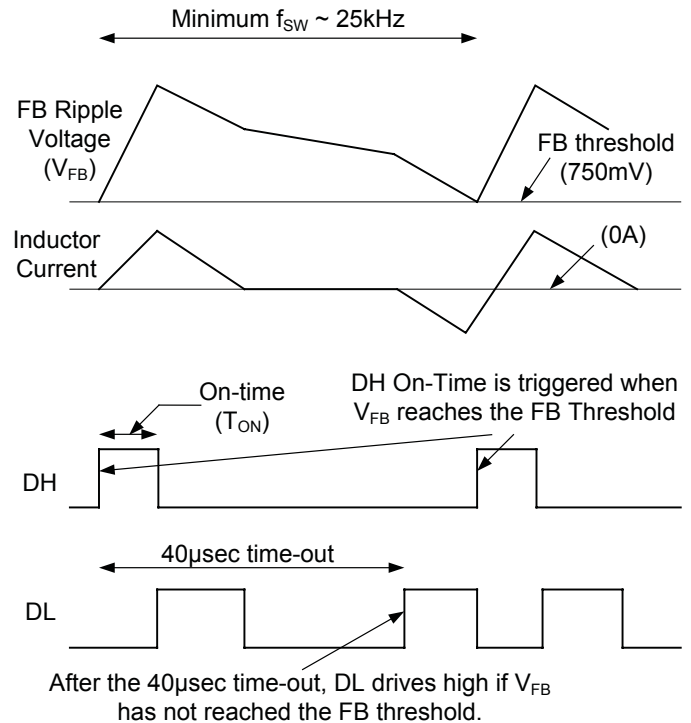 Minimum fSW ~ 25kHz
FB Ripple
Voltage
(VFB)
FB threshold
(750mV)
Inductor
Current
(0A)
On-time
(TON)
DH On-Time is triggered when
VFB reaches the FB Threshold
DH
40µsec time-out
DL
After the 40µsec time-out, DL drives high if VFB
has not reached the FB threshold.